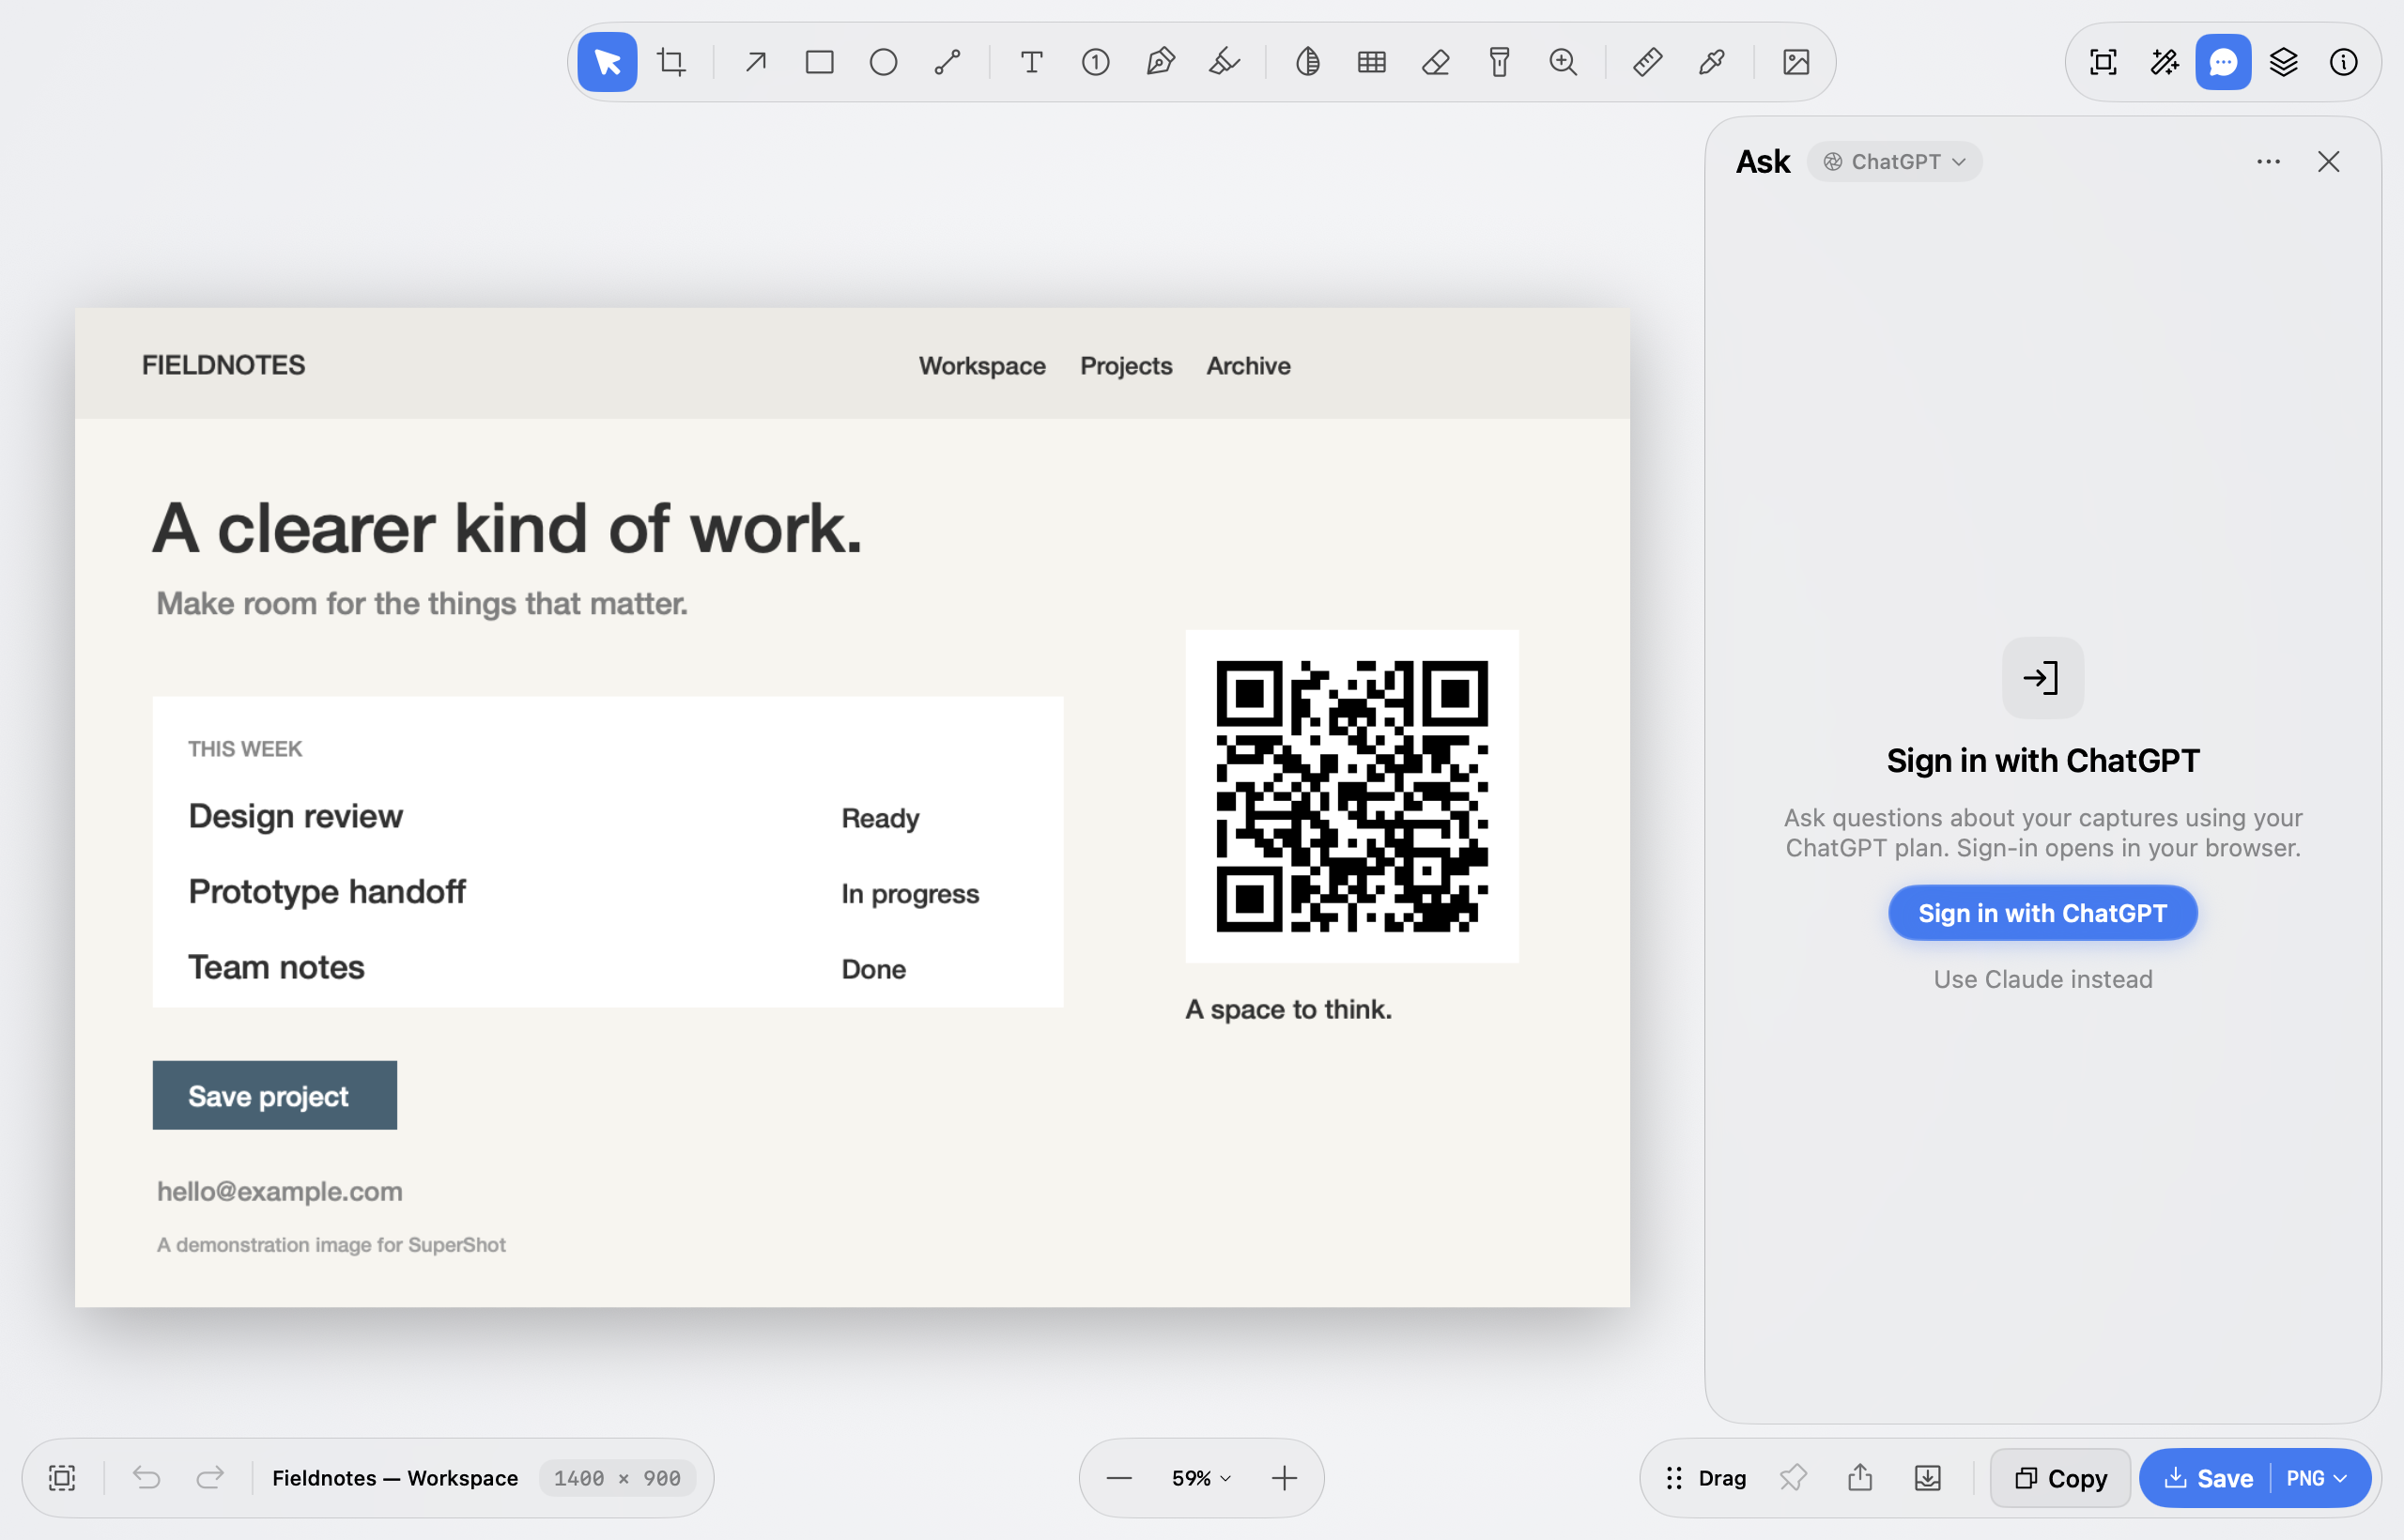 Ask
ChatGPT
FIELDNOTES
Workspace Projects Archive
A clearer kind of work.
Make room for the things that matter.
THIS WEEK
Design review Ready
Prototype handoff In progress
Team notes Done
A space to think.
Save project
hello@example.com
A demonstration image for SuperShot
Sign in with ChatGPT
Ask questions about your captures using your
ChatGPT plan. Sign-in opens in your browser.
Sign in with ChatGPT
Use Claude instead
Fieldnotes — Workspace 1400 × 900
59%
Drag
Copy
Save PNG